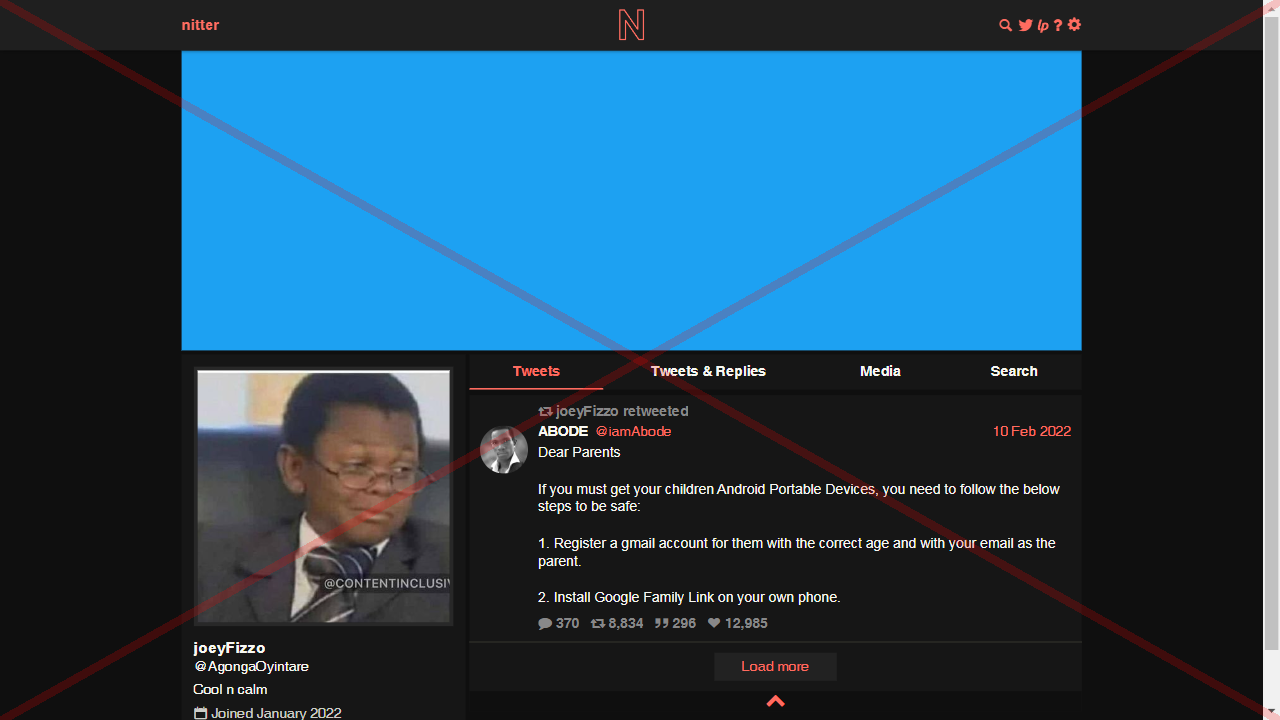 nitter
N
lp ?
Tweets
Tweets & Replies
Media
Search
joeyFizzo retweeted
ABODE @iamAbode
10 Feb 2022
Dear Parents
If you must get your children Android Portable Devices, you need to follow the below
steps to be safe:
1. Register a gmail account for them with the correct age and with your email as the
parent.
2. Install Google Family Link on your own phone.
370 8,834 296 12,985
Load more
@CONTENTINCLUSI
joeyFizzo
@AgongaOyintare
Cool n calm
Joined January 2022